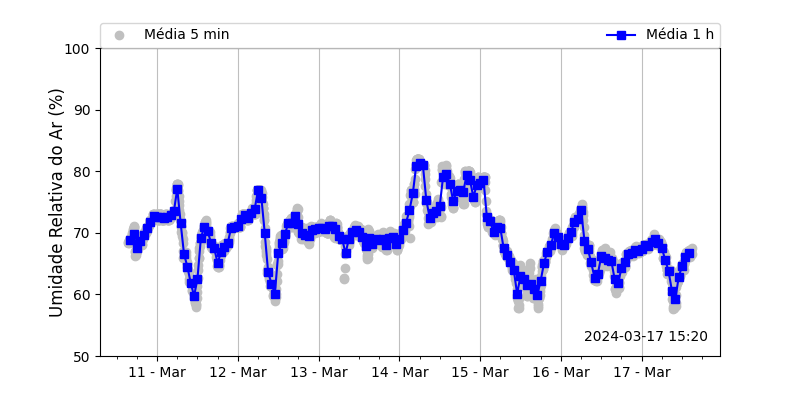 Média 5 min
Média 1 h
Umidade Relativa do Ar (%)
100
90
80
70
60
50
2024-03-17 15:20
11 - Mar
12 - Mar
13 - Mar
14 - Mar
15 - Mar
16 - Mar
17 - Mar